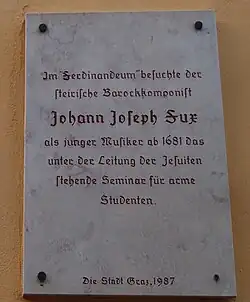 Im "Ferdinandeum" besuchte der
steirische Barockkomponist
Johann Joseph Fux
als junger Musiker ab 1681 das
unter der Leitung der Jesuiten
stehende Seminar für arme
Studenten.
Die Stadt Graz, 1987